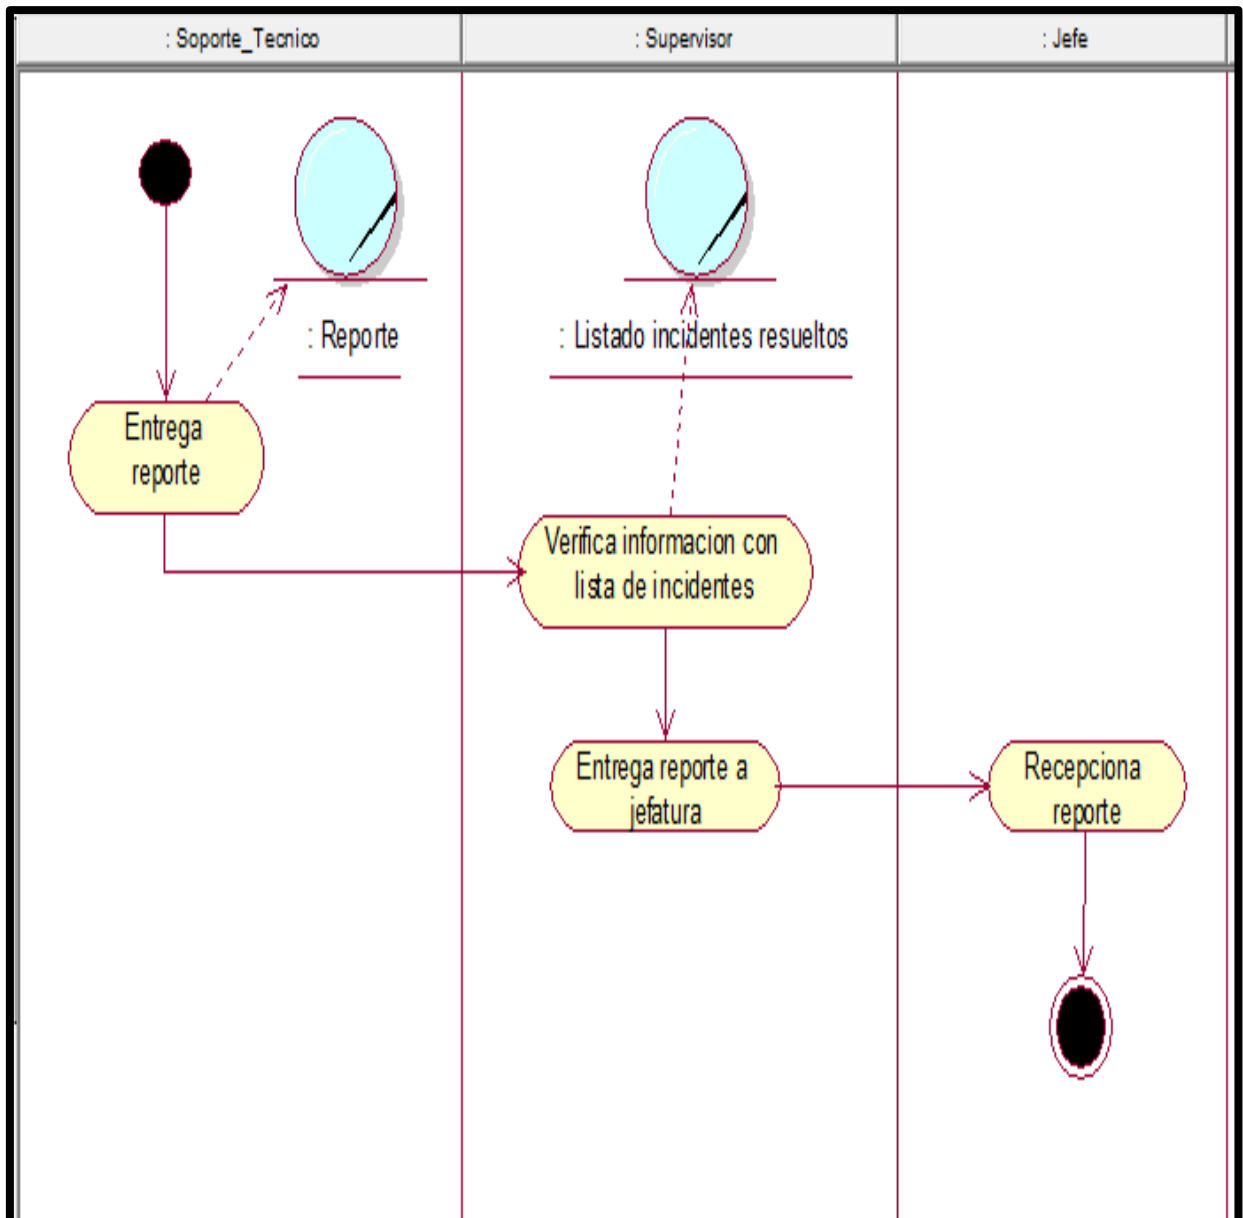 : Soporte_Tecnico
: Supervisor
: Jefe
: Reporte
: Listado incidentes resueltos
Entrega
reporte
Verifica informacion con
lista de incidentes
Entrega reporte a
jefatura
Recepciona
reporte